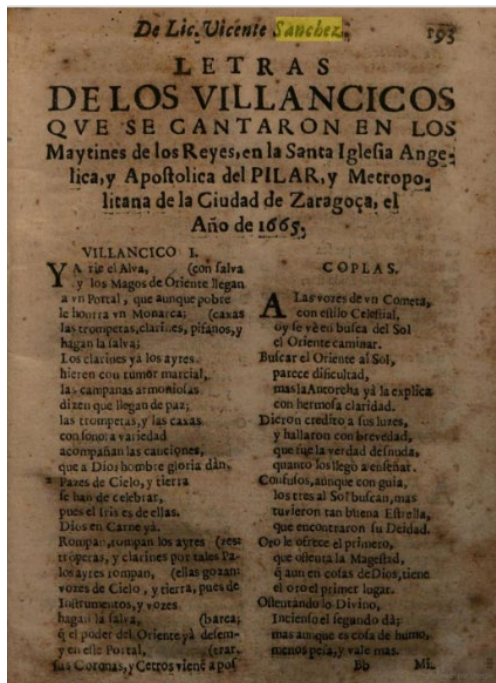 De Lic. Vicente Sanchez. 193
LETRAS
DE LOS VILLANCICOS
QVE SE CANTARON EN LOS
Maytines de los Reyes, en la Santa Iglesia Ange-
lica, y Apostolica del PILAR, y Metropo-
litana de la Ciudad de Zaragoça, el
Año de 1665.
VILLANCICO I.
YA rie el Alva, (con salva
y los Magos de Oriente llegan
a vn Portal, que aunque pobre
le honra vn Monarca; (caxas
las trompetas, clarines, pifanos, y
hagan la salva;
Los clarines yà los ayres
hieren con rumor marcial,
las campanas armoniosas
dizen que llegan de paz;
las trompetas, y las caxas
con sonora variedad
acompañan las canciones,
que a Dios hombre gloria dàn,
Pazes de Cielo, y tierra
se han de celebrar,
pues el Iris es de ellas.
Dios en Carne yà.
Rompan, rompan los ayres (res:
trõperas, y clarines por tales Pa-
los ayres rompan, (ellas gozan:
vozes de Cielo, y tierra, pues de
Instrumentos, y vozes
hagan la salva, (barca;
q̃ el poder del Oriente yà desem-
y en este Portal, (trar,
sus Coronas, y Cetros vienẽ a pos
COPLAS.
A Las vozes de vn Cometa,
con estilo Celestial,
oy se vè en busca del Sol
el Oriente caminar.
Buscar el Oriente al Sol,
parece dificultad,
mas la Antorcha yà la explica
con hermosa claridad.
Dieron credito a sus luzes,
y hallaron con brevedad,
que fue la verdad desnuda,
quanto los llegò a enseñar.
Confusos, aunque con guia,
los tres al Sol buscan, mas
tuvieron tan buena Estrella,
que encontraron su Deidad.
Oro le ofrece el primero,
que ostenta la Magestad,
q̃ aun en cosas de Dios, tiene
el oro el primer lugar.
Ostentando lo Divino,
Incienso el segundo dà;
mas aunque es cosa de humo,
menos pesa, y vale mas.
Bb Mi-